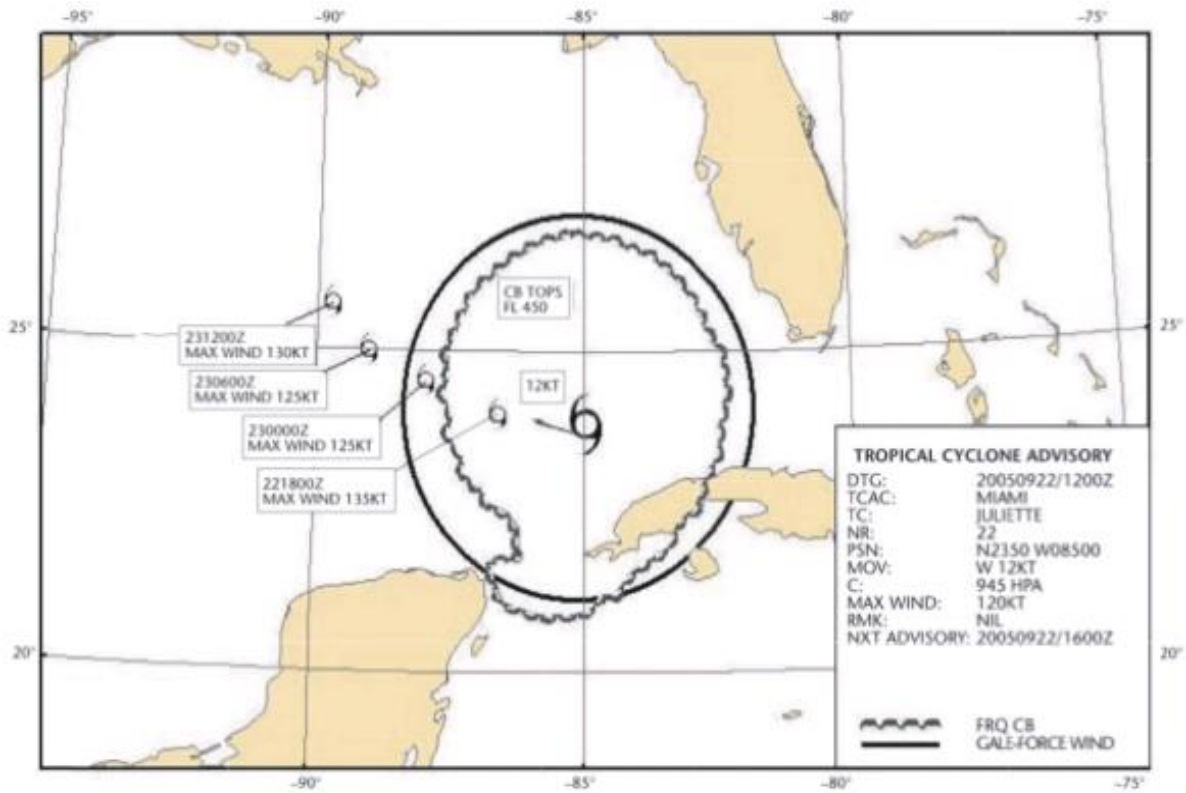 −95°
−90°
−85°
−80°
−75°
CB TOPS
FL 450
25°
25°
231200Z
MAX WIND 130KT
230600Z
MAX WIND 125KT
12KT
230000Z
MAX WIND 125KT
221800Z
MAX WIND 135KT
TROPICAL CYCLONE ADVISORY
DTG: 20050922/1200Z
TCAC: MIAMI
TC: JULIETTE
NR: 22
PSN: N2350 W08500
MOV: W 12KT
C: 945 HPA
MAX WIND: 120KT
RMK: NIL
NXT ADVISORY: 20050922/1600Z
20°
20°
FRQ CB
GALE-FORCE WIND
−90°
−85°
−80°
−75°